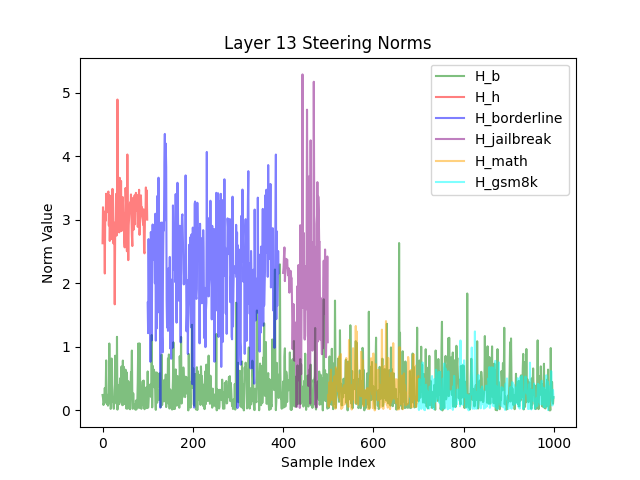 Layer 13 Steering Norms
H_b
H_h
H_borderline
H_jailbreak
H_math
H_gsm8k
5
4
3
2
1
0
Norm Value
0
200
400
600
800
1000
Sample Index